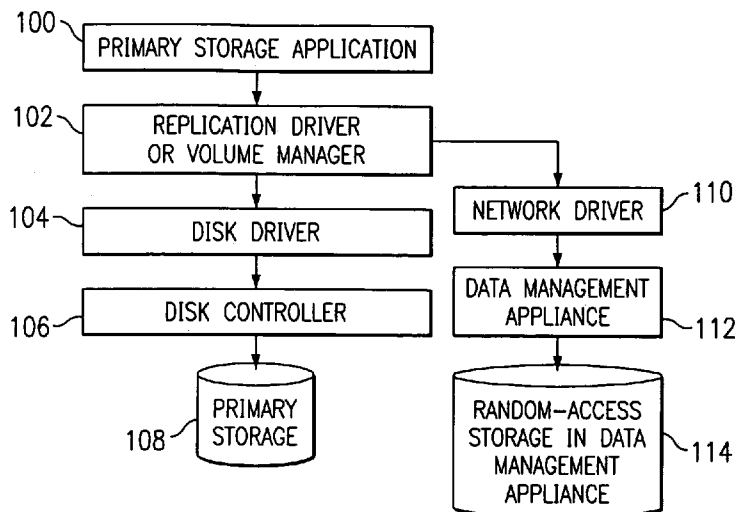 100
PRIMARY STORAGE APPLICATION
102
REPLICATION DRIVER
OR VOLUME MANAGER
104
DISK DRIVER
106
DISK CONTROLLER
108
PRIMARY
STORAGE
NETWORK DRIVER
110
DATA MANAGEMENT
APPLIANCE
112
RANDOM-ACCESS
STORAGE IN DATA
MANAGEMENT
APPLIANCE
114